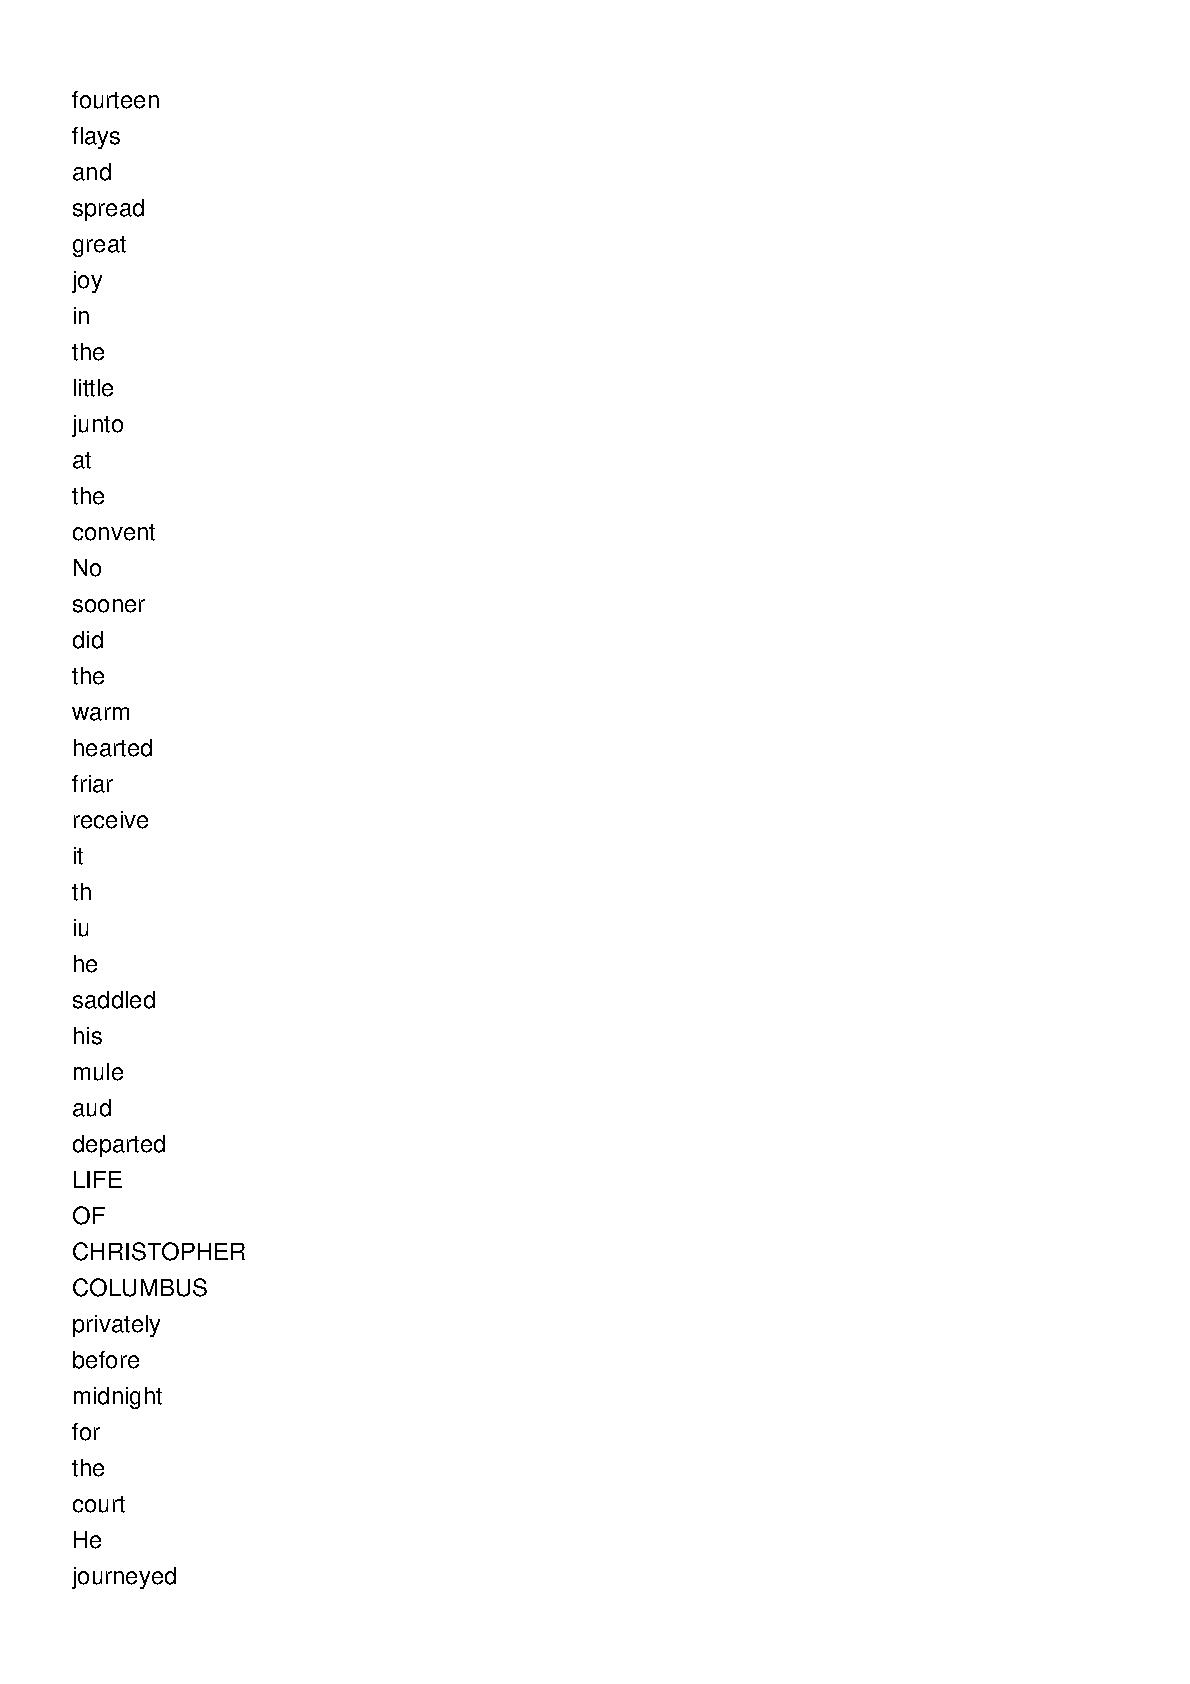 fourteen
flays
and
spread
great
joy
in
the
little
junto
at
the
convent
No
sooner
did
the
warm
hearted
friar
receive
it
th
iu
he
saddled
his
mule
aud
departed
LIFE
OF
CHRISTOPHER
COLUMBUS
privately
before
midnight
for
the
court
He
journeyed